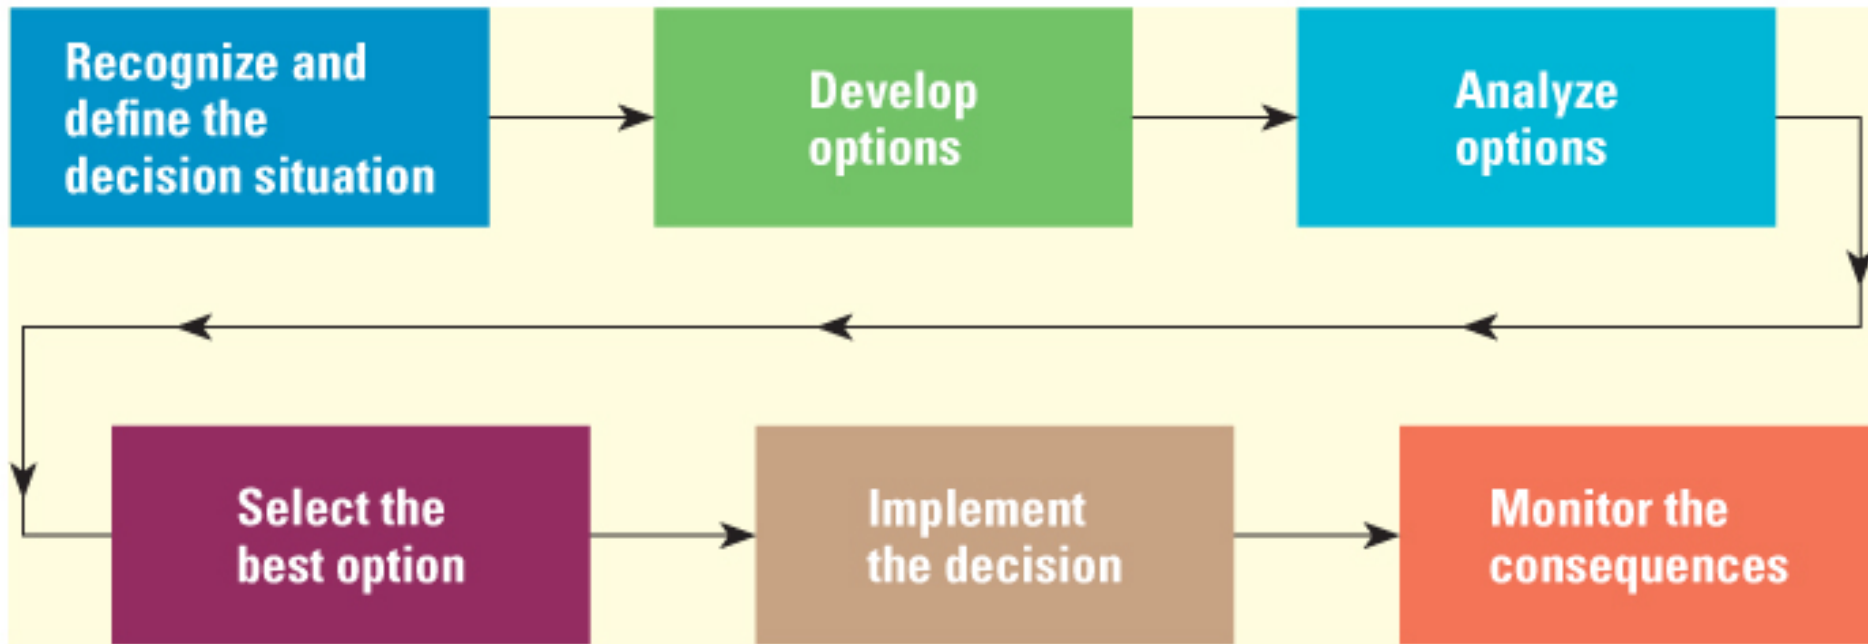 Recognize and
define the
decision situation
Develop
options
Analyze
options
Select the
best option
Implement
the decision
Monitor the
consequences